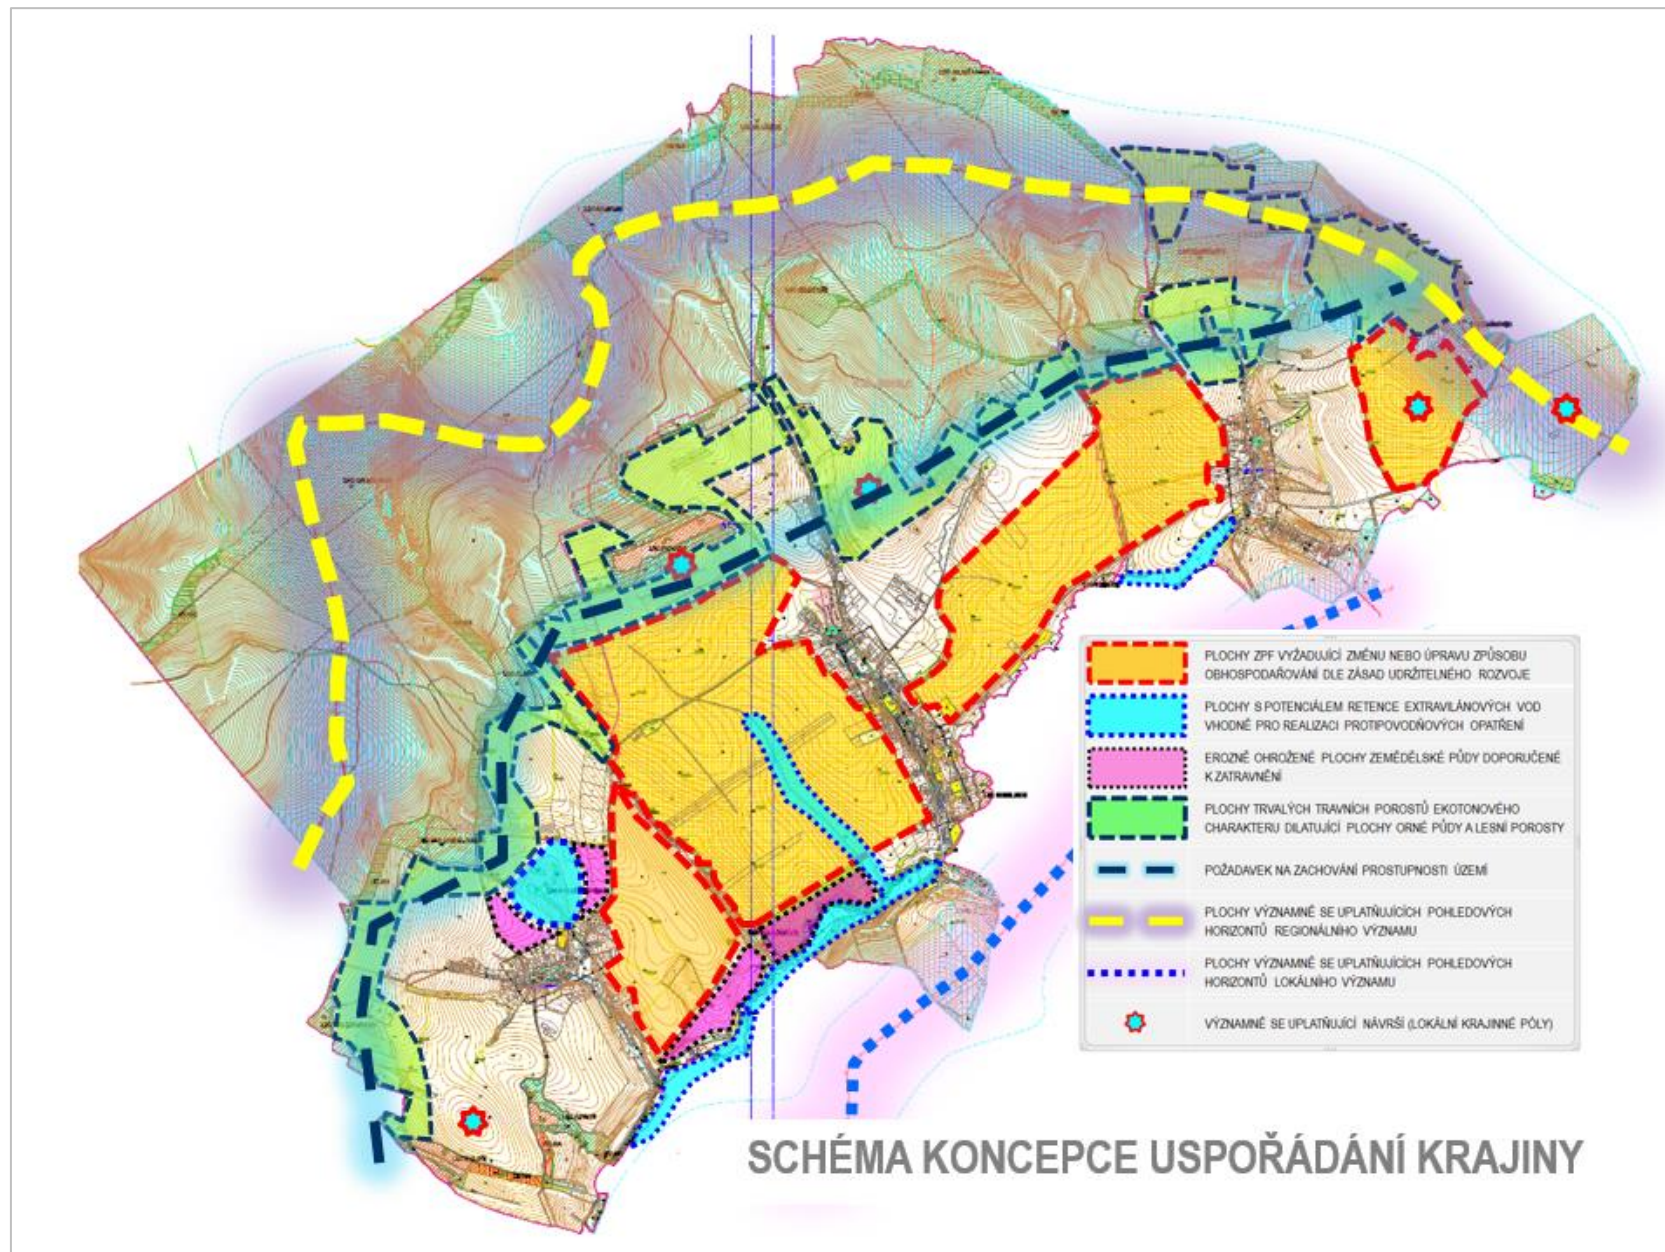 PLOCHY ZPF VYŽADUJÍCÍ ZMĚNU NEBO ÚPRAVU ZPŮSOBU
OBHOSPODAŘOVÁNÍ DLE ZÁSAD UDRŽITELNÉHO ROZVOJE
PLOCHY S POTENCIÁLEM RETENCE EXTRAVILÁNOVÝCH VOD
VHODNÉ PRO REALIZACI PROTIPOVODŇOVÝCH OPATŘENÍ
EROZNĚ OHROŽENÉ PLOCHY ZEMĚDĚLSKÉ PŮDY DOPORUČENÉ
K ZATRAVNĚNÍ
PLOCHY TRVALÝCH TRAVNÍCH POROSTŮ EKOTONOVÉHO
CHARAKTERU DILATUJÍCÍ PLOCHY ORNÉ PŮDY A LESNÍ POROSTY
POŽADAVEK NA ZACHOVÁNÍ PROSTUPNOSTI ÚZEMÍ
PLOCHY VÝZNAMNĚ SE UPLATŇUJÍCÍCH POHLEDOVÝCH
HORIZONTŮ REGIONÁLNÍHO VÝZNAMU
PLOCHY VÝZNAMNĚ SE UPLATŇUJÍCÍCH POHLEDOVÝCH
HORIZONTŮ LOKÁLNÍHO VÝZNAMU
VÝZNAMNĚ SE UPLATŇUJÍCÍ NÁVRŠÍ (LOKÁLNÍ KRAJINNÉ PÓLY)
SCHÉMA KONCEPCE USPOŘÁDÁNÍ KRAJINY